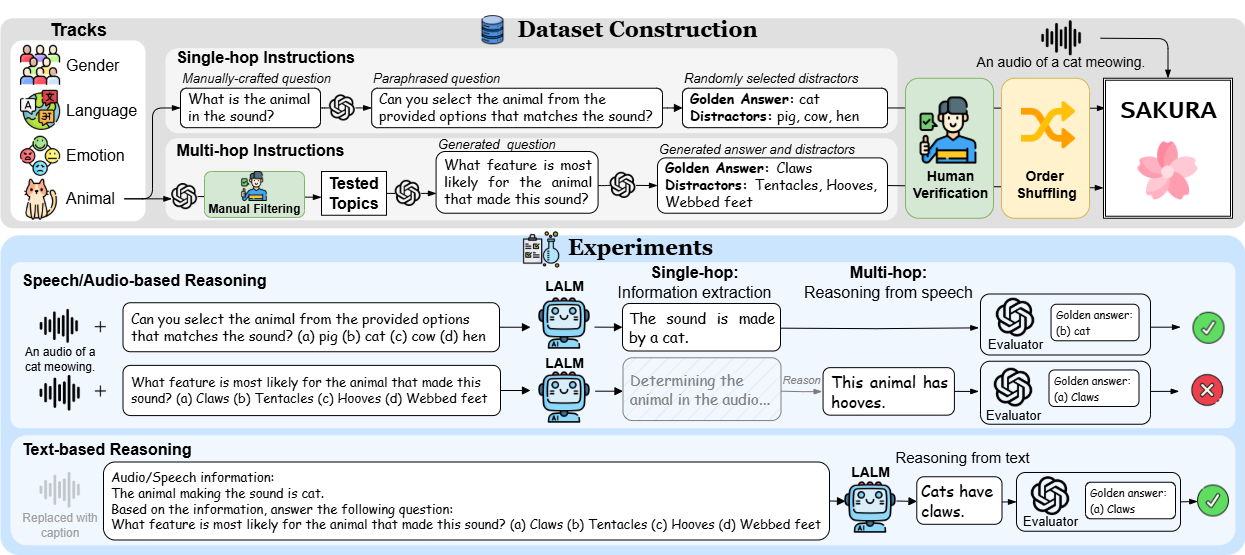 Dataset Construction
Tracks
Gender
Language
Emotion
Animal
Single-hop Instructions
Manually-crafted question
What is the animal
in the sound?
Paraphrased question
Can you select the animal from the
provided options that matches the sound?
Randomly selected distractors
Golden Answer: cat
Distractors: pig, cow, hen
Multi-hop Instructions
Manual Filtering
Tested
Topics
Generated question
What feature is most
likely for the animal
that made this sound?
Generated answer and distractors
Golden Answer: Claws
Distractors: Tentacles, Hooves,
Webbed feet
Human
Verification
Order
Shuffling
An audio of a cat meowing.
SAKURA
Experiments
Speech/Audio-based Reasoning
Single-hop:
Information extraction
Multi-hop:
Reasoning from speech
An audio of a
cat meowing.
+
Can you select the animal from the provided options
that matches the sound? (a) pig (b) cat (c) cow (d) hen
LALM
AI
The sound is made
by a cat.
Evaluator
Golden answer:
(b) cat
+
What feature is most likely for the animal that made this
sound? (a) Claws (b) Tentacles (c) Hooves (d) Webbed feet
LALM
AI
Determining the
animal in the audio...
Reason
This animal has
hooves.
Evaluator
Golden answer:
(a) Claws
Text-based Reasoning
Replaced with
caption
Audio/Speech information:
The animal making the sound is cat.
Based on the information, answer the following question:
What feature is most likely for the animal that made this sound? (a) Claws (b) Tentacles (c) Hooves (d) Webbed feet
LALM
AI
Reasoning from text
Cats have
claws.
Evaluator
Golden answer:
(a) Claws